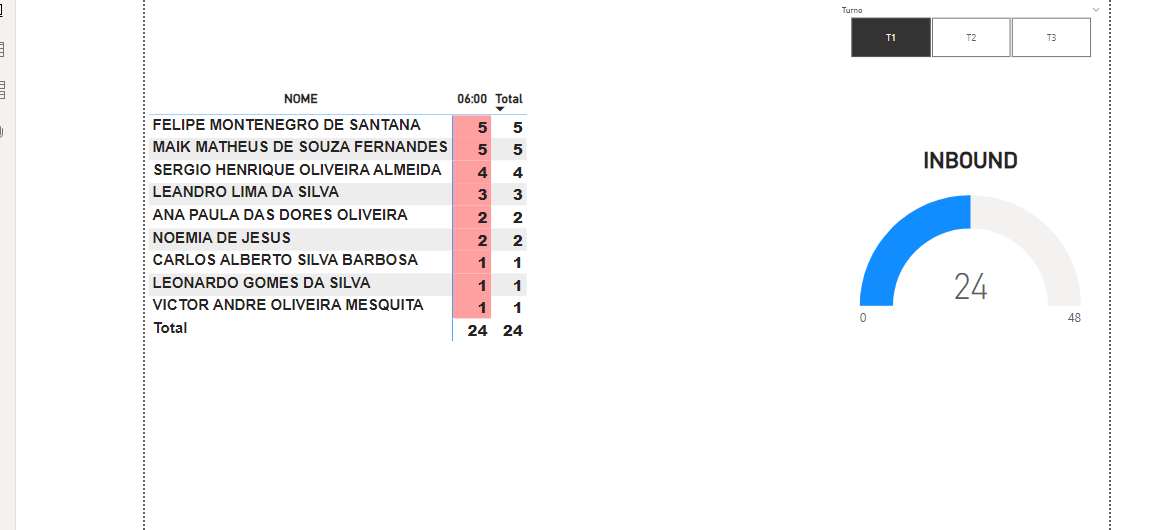 Turno
T1 T2 T3
NOME 06:00 Total
FELIPE MONTENEGRO DE SANTANA 5 5
MAIK MATHEUS DE SOUZA FERNANDES 5 5
SERGIO HENRIQUE OLIVEIRA ALMEIDA 4 4
LEANDRO LIMA DA SILVA 3 3
ANA PAULA DAS DORES OLIVEIRA 2 2
NOEMIA DE JESUS 2 2
CARLOS ALBERTO SILVA BARBOSA 1 1
LEONARDO GOMES DA SILVA 1 1
VICTOR ANDRE OLIVEIRA MESQUITA 1 1
Total 24 24
INBOUND
24
0 48